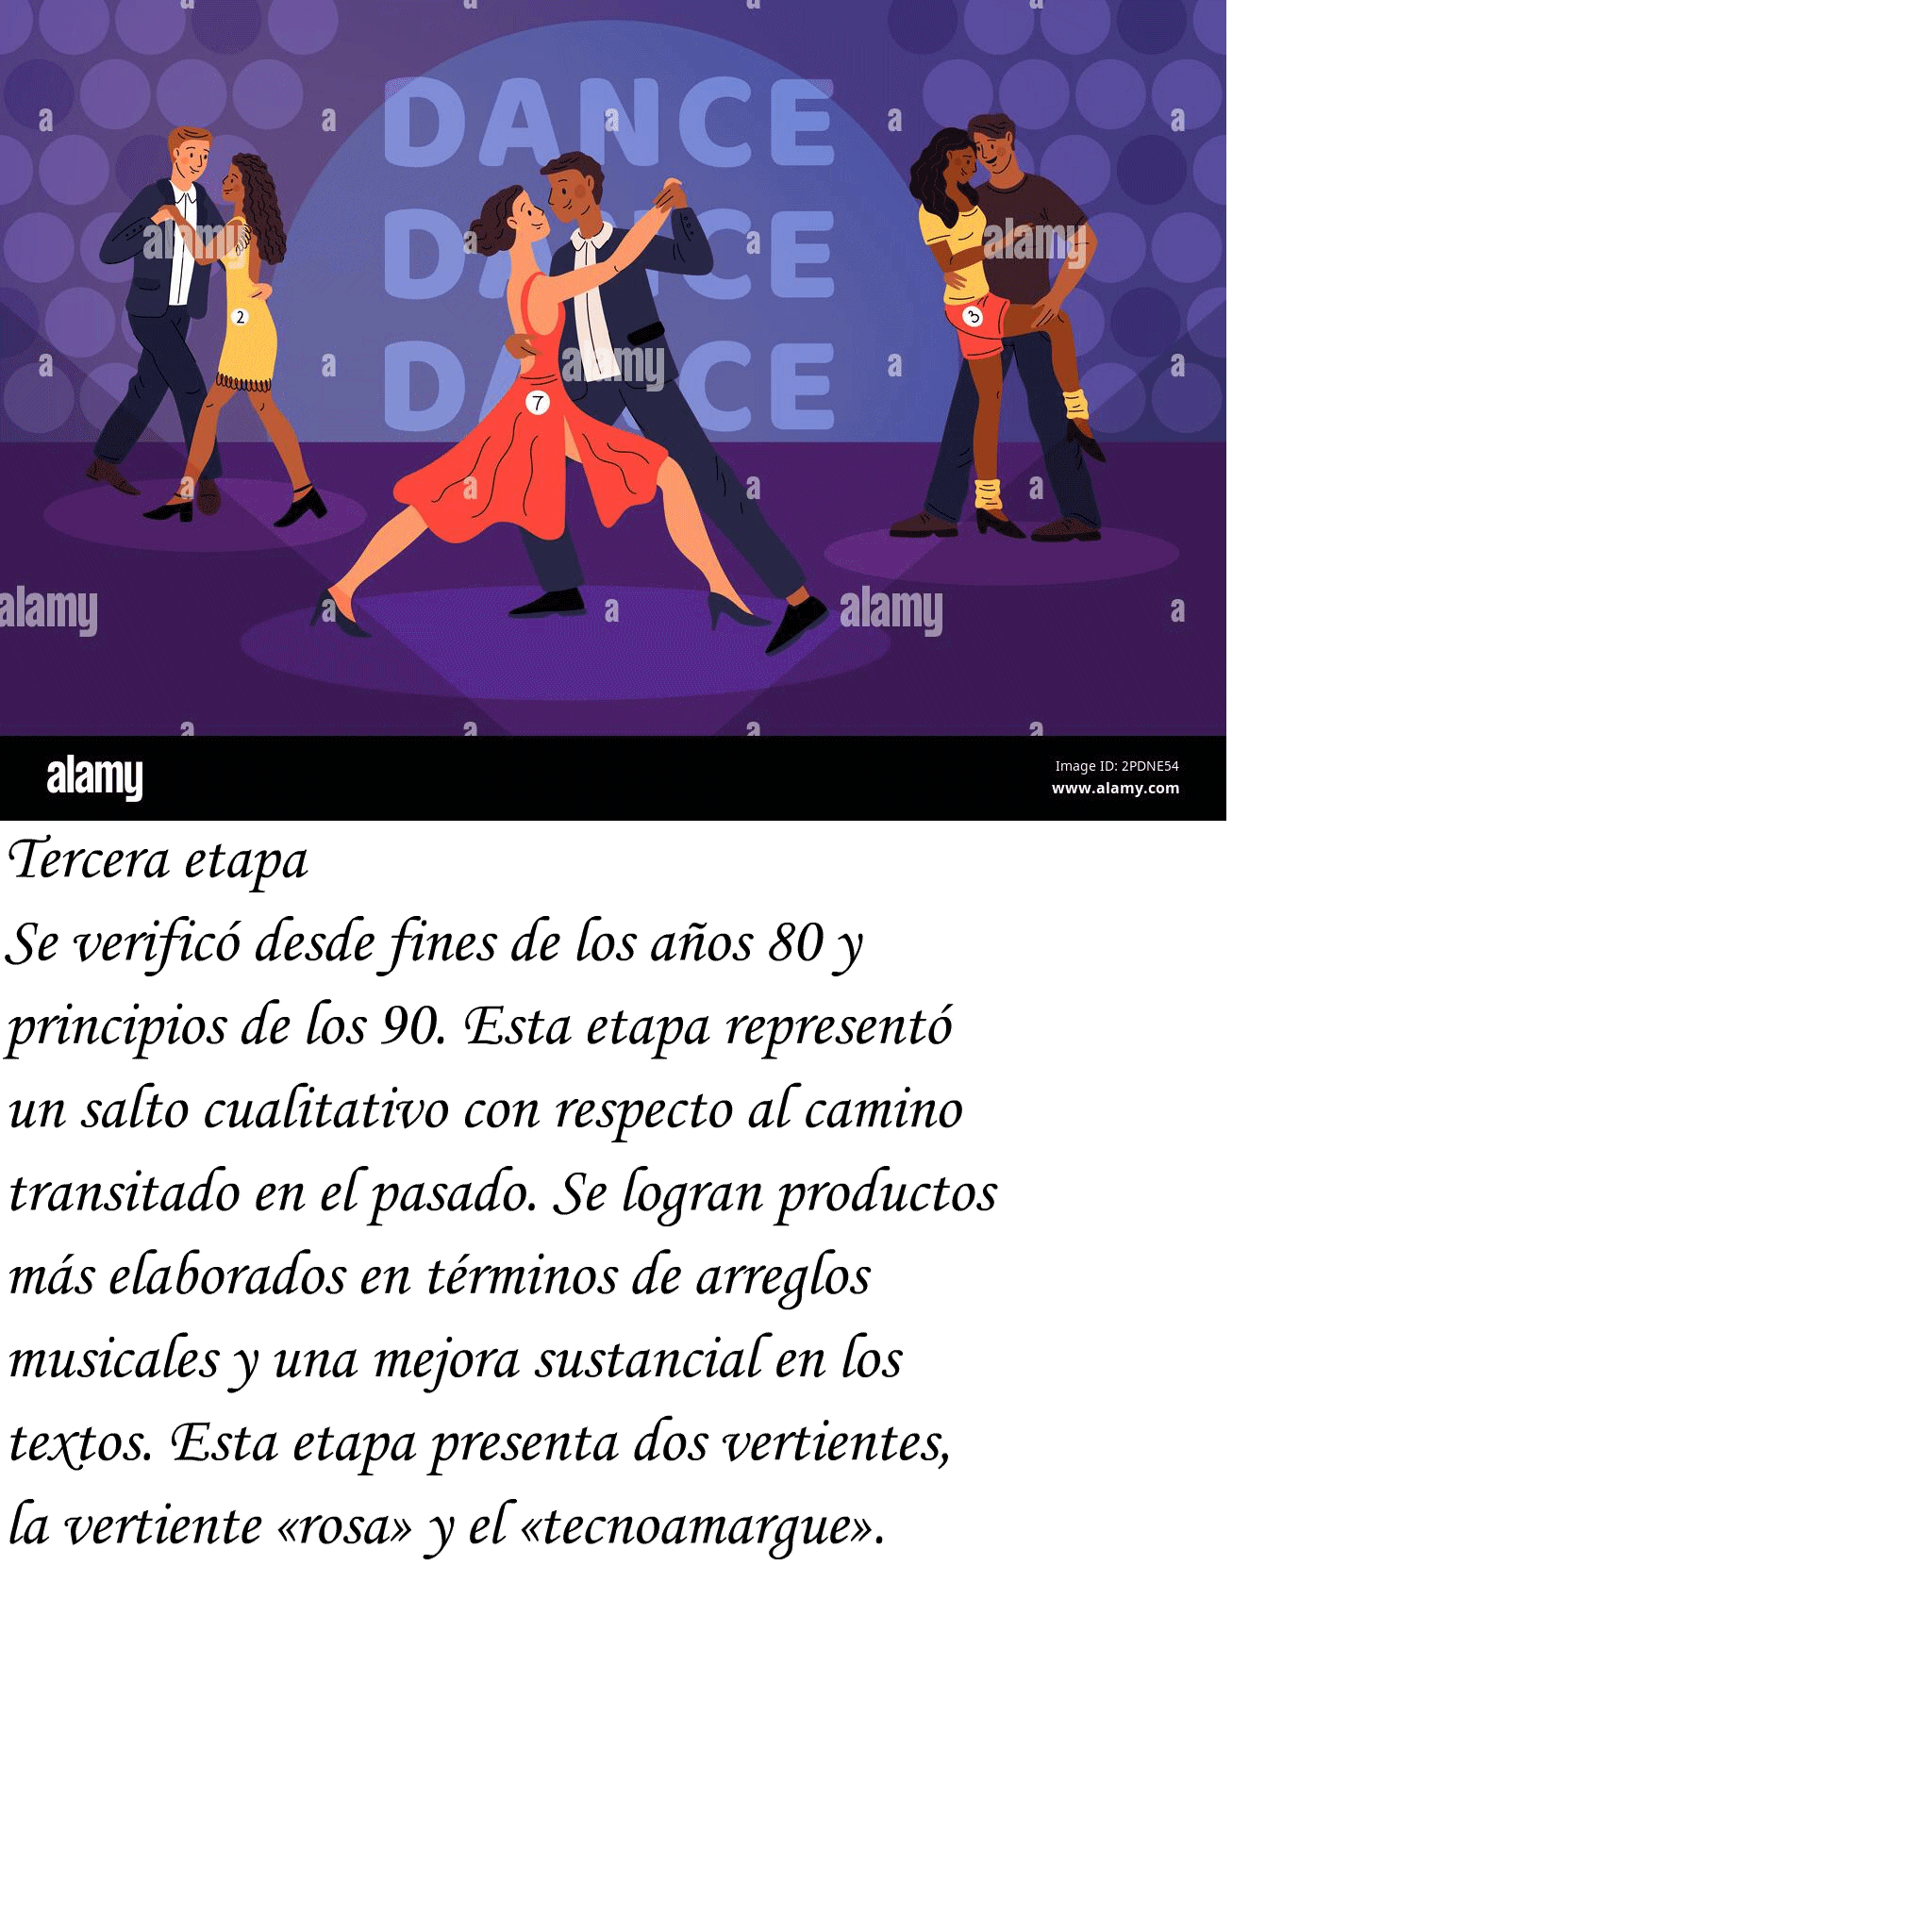 DANCE
DANCE
DANCE
2
7
3
alamy
alamy
alamy
alamy
alamy
alamy
Image ID: 2PDNE54
www.alamy.com
Tercera etapa
Se verificó desde fines de los años 80 y
principios de los 90. Esta etapa representó
un salto cualitativo con respecto al camino
transitado en el pasado. Se logran productos
más elaborados en términos de arreglos
musicales y una mejora sustancial en los
textos. Esta etapa presenta dos vertientes,
la vertiente «rosa» y el «tecnoamargue».